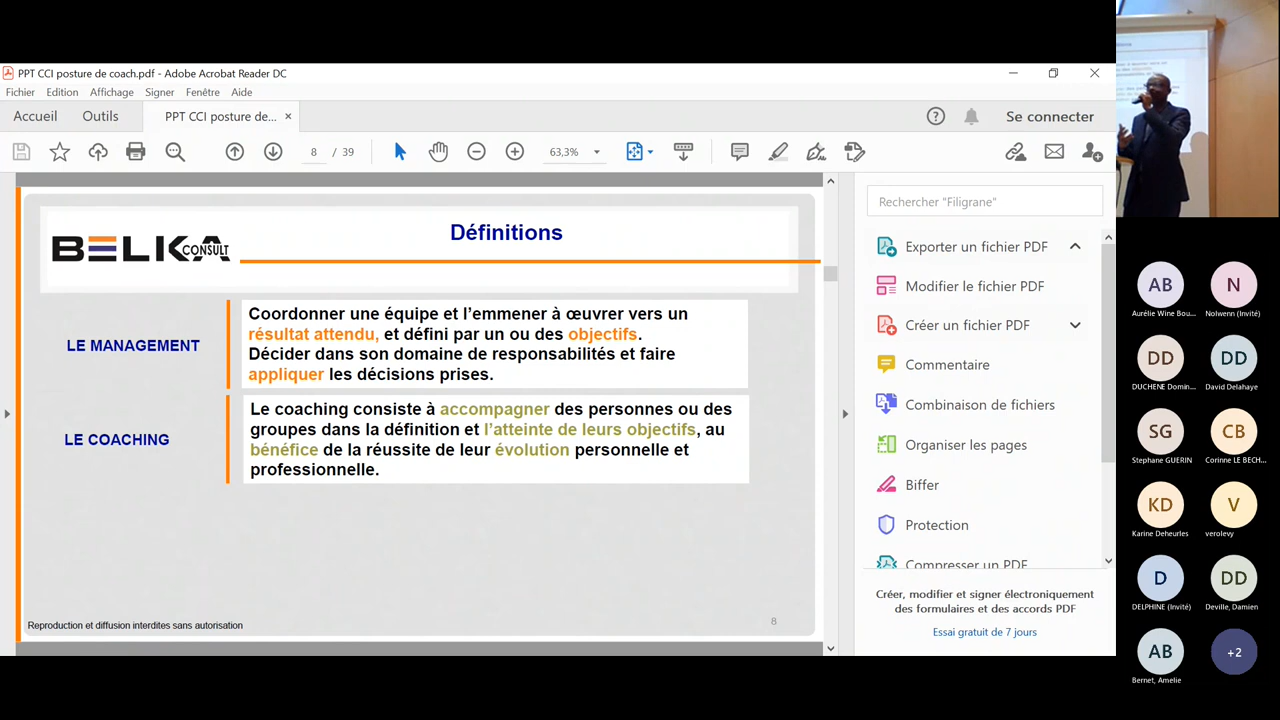 PPT CCI posture de coach.pdf - Adobe Acrobat Reader DC
Fichier Edition Affichage Signer Fenêtre Aide
Accueil Outils PPT CCI posture de... × Se connecter
8 / 39 63,3%
Rechercher "Filigrane"
BELIKA CONSULT
Définitions
LE MANAGEMENT
Coordonner une équipe et l'emmener à œuvrer vers un
résultat attendu, et défini par un ou des objectifs.
Décider dans son domaine de responsabilités et faire
appliquer les décisions prises.
LE COACHING
Le coaching consiste à accompagner des personnes ou des
groupes dans la définition et l'atteinte de leurs objectifs, au
bénéfice de la réussite de leur évolution personnelle et
professionnelle.
Reproduction et diffusion interdites sans autorisation
8
Exporter un fichier PDF
Modifier le fichier PDF
Créer un fichier PDF
Commentaire
Combinaison de fichiers
Organiser les pages
Biffer
Protection
Compresser un PDF
Créer, modifier et signer électroniquement
des formulaires et des accords PDF
Essai gratuit de 7 jours
AB N
Aurélie Wine Bou... Nolwenn (Invité)
DD DD
DUCHENE Domin... David Delahaye
SG CB
Stephane GUERIN Corinne LE BECH...
KD V
Karine Deheurles verolevy
D DD
DELPHINE (Invité) Deville, Damien
AB +2
Bernet, Amelie